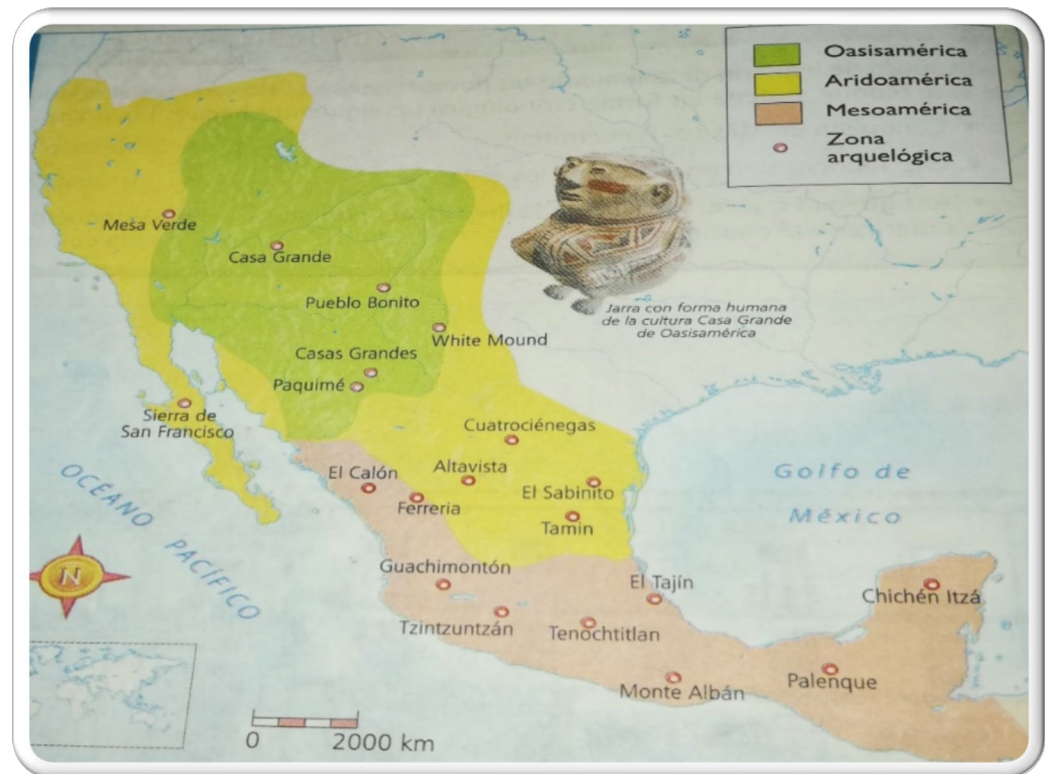 Oasisamérica
Aridoamérica
Mesoamérica
Zona
arquelógica
Mesa Verde
Casa Grande
Pueblo Bonito
White Mound
Casas Grandes
Paquimé
Jarra con forma humana
de la cultura Casa Grande
de Oasisamérica
Sierra de
San Francisco
Cuatrociénegas
El Calón
Altavista
El Sabinito
Ferreria
Tamin
Golfo de
México
OCÉANO PACÍFICO
N
Guachimontón
El Tajín
Chichén Itzá
Tzintzuntzán
Tenochtitlan
Monte Albán
Palenque
0 2000 km